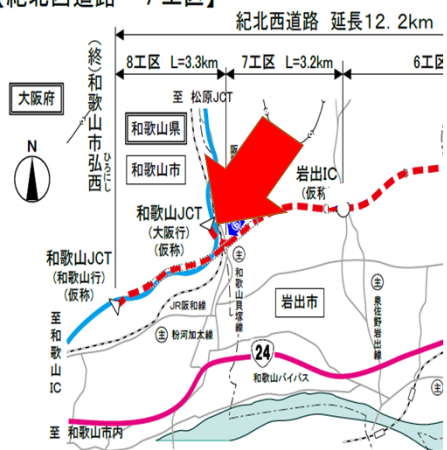 紀北西道路 延長12.2km
8工区 L=3.3km
7工区 L=3.2km
6工区
(終)和歌山市弘西
ひろにし
大阪府
至 松原JCT
和歌山県
和歌山市
N
岩出IC
(仮称)
和歌山JCT
(大阪行)
(仮称)
和歌山JCT
(和歌山行)
(仮称)
主
和歌山貝塚線
主
泉佐野岩出線
岩出市
JR阪和線
主 粉河加太線
至和歌山IC
24
和歌山バイパス
至 和歌山市内
主